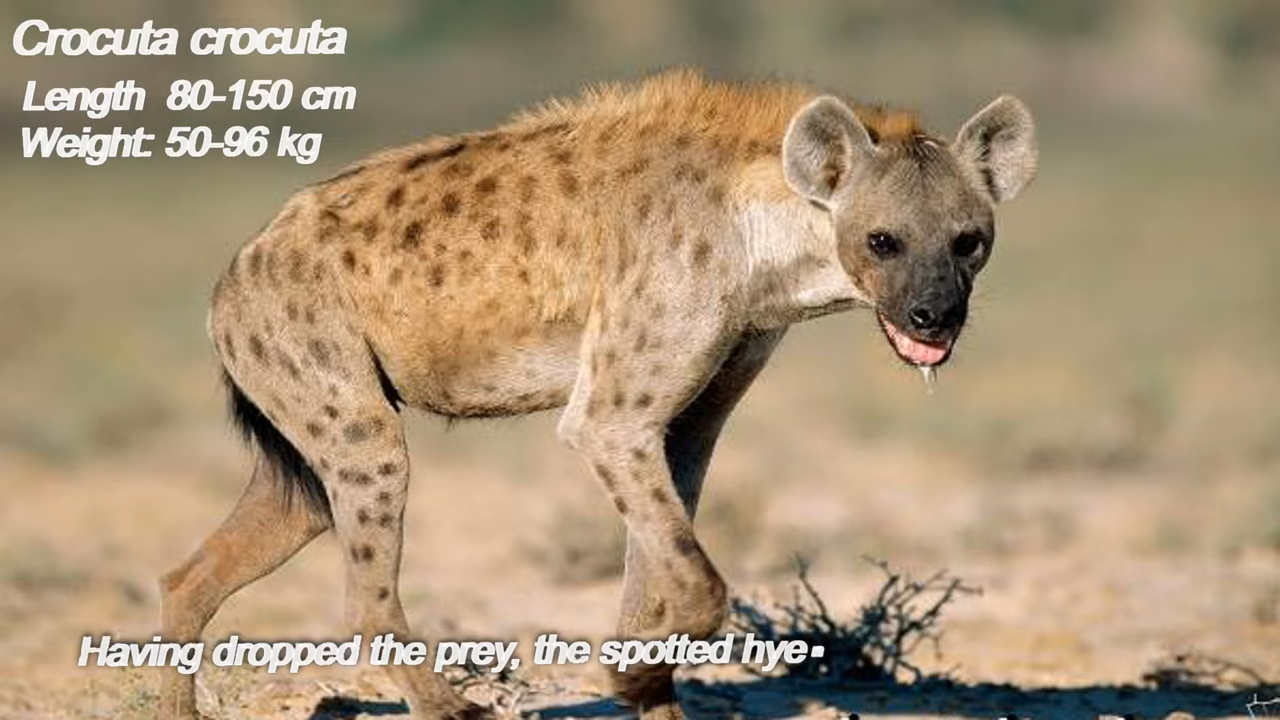 Crocuta crocuta
Length 80-150 cm
Weight: 50-96 kg
Having dropped the prey, the spotted hye